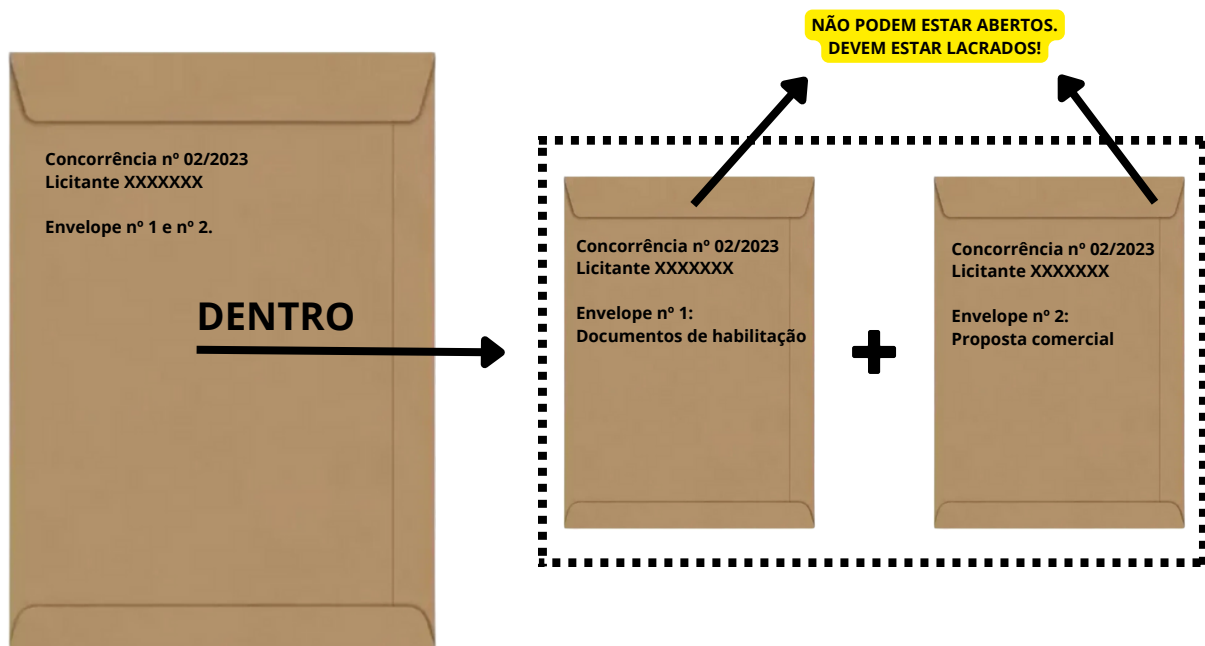 NÃO PODEM ESTAR ABERTOS.
DEVEM ESTAR LACRADOS!
Concorrência nº 02/2023
Licitante XXXXXXX
Envelope nº 1 e nº 2.
DENTRO
Concorrência nº 02/2023
Licitante XXXXXXX
Envelope nº 1:
Documentos de habilitação
Concorrência nº 02/2023
Licitante XXXXXXX
Envelope nº 2:
Proposta comercial